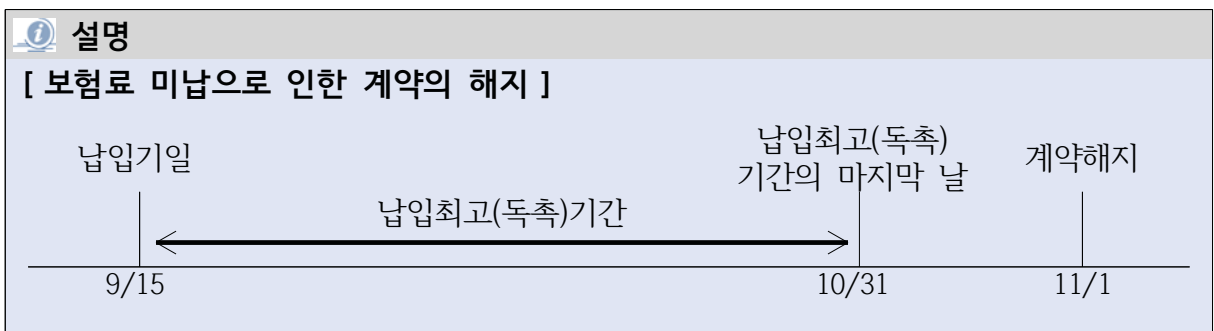 설명
[ 보험료 미납으로 인한 계약의 해지 ]
납입기일
납입최고(독촉)
기간의 마지막 날
계약해지
납입최고(독촉)기간
9/15
10/31
11/1